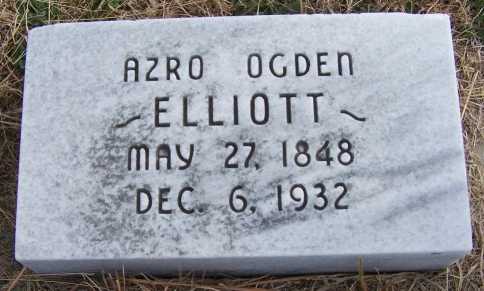 AZRO OGDEN
~ELLIOTT~
MAY 27, 1848
DEC. 6, 1932